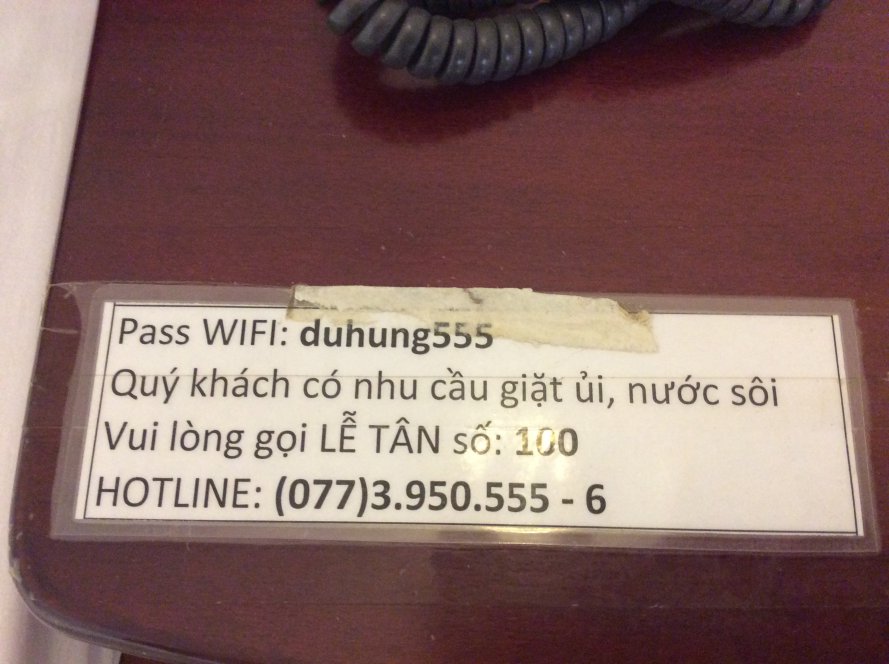 Pass WIFI: duhung555
Quý khách có nhu cầu giặt ủi, nước sôi
Vui lòng gọi LỄ TÂN số: 100
HOTLINE: (077)3.950.555 - 6